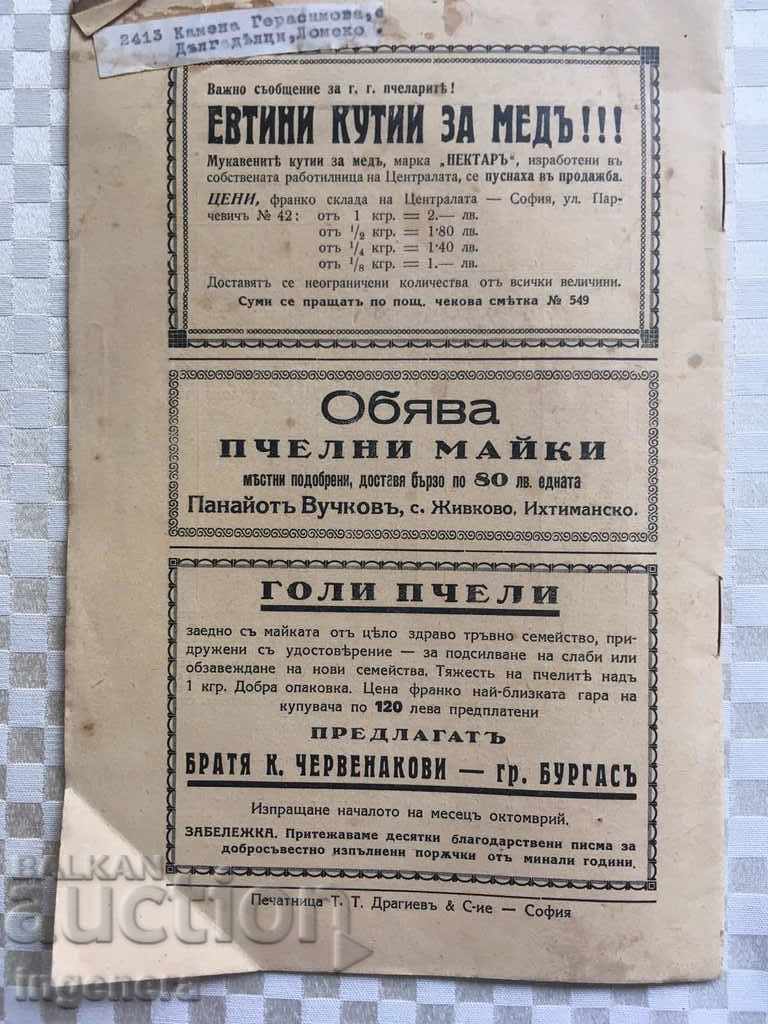 2413 Камена Герасимова, с
Дългоделци, Ломско
Важно съобщение за г. г. пчеларитѣ!
ЕВТИНИ КУТИИ ЗА МЕДЪ!!!
Мукавенитѣ кутии за медъ, марка „НЕКТАРЪ“, изработени въ
собствената работилница на Централата, се пуснаха въ продажба.
ЦЕНИ, франко склада на Централата — София, ул. Пар-
чевичъ № 42: отъ 1 кгр. = 2.— лв.
отъ 1/2 кгр. = 1·80 лв.
отъ 1/4 кгр. = 1·40 лв.
отъ 1/8 кгр. = 1.— лв.
Доставятъ се неограничени количества отъ всички величини.
Суми се пращатъ по пощ. чекова смѣтка № 549
Обява
ПЧЕЛНИ МАЙКИ
мѣстни подобрени, доставя бързо по 80 лв. едната
Панайотъ Вучковъ, с. Живково, Ихтиманско.
ГОЛИ ПЧЕЛИ
заедно съ майката отъ цѣло здраво тръвно семейство, при-
дружени съ удостовѣрение — за подсилване на слаби или
обзавеждане на нови семейства. Тяжесть на пчелитѣ надъ
1 кгр. Добра опаковка. Цена франко най-близката гара на
купувача по 120 лева предплатени
ПРЕДЛАГАТЪ
БРАТЯ К. ЧЕРВЕНАКОВИ — гр. БУРГАСЪ
Изпращане началото на месецъ октомврий.
ЗАБЕЛЕЖКА. Притежаваме десятки благодарствени писма за
добросъвестно изпълнени порѫчки отъ минали години.
Печатница Т. Т. Драгиевъ & С-ие — София
BALKAN
auction
ingenera